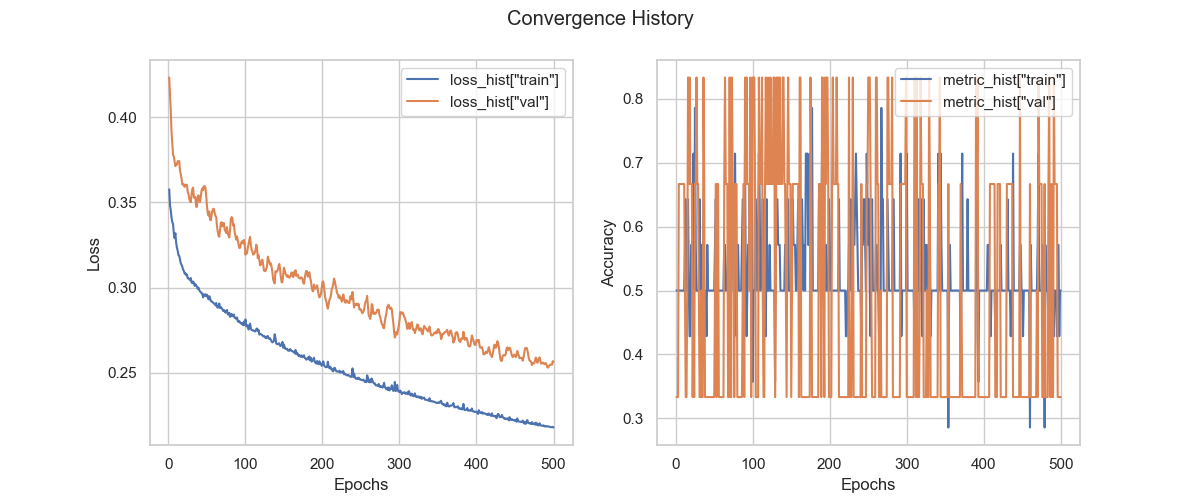 Convergence History
loss_hist["train"]
loss_hist["val"]
0.40
0.35
0.30
0.25
Loss
0
100
200
300
400
500
Epochs
metric_hist["train"]
metric_hist["val"]
0.8
0.7
0.6
0.5
0.4
0.3
Accuracy
0
100
200
300
400
500
Epochs